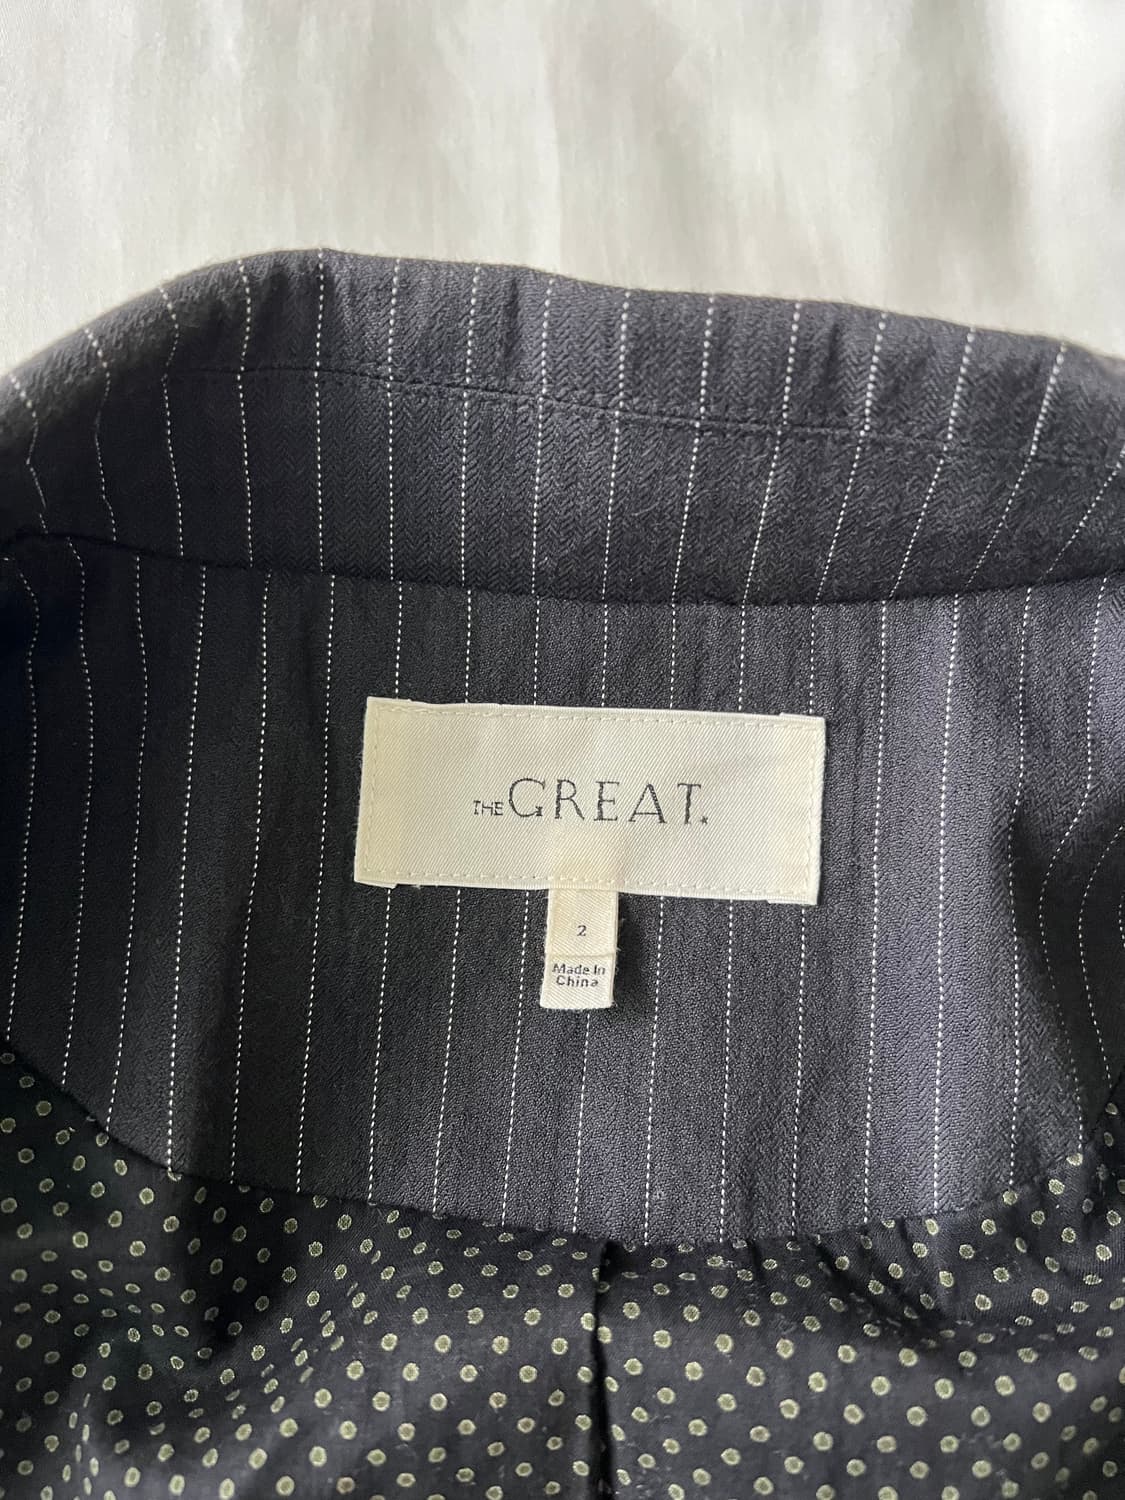 THE GREAT.
2
Made In
China